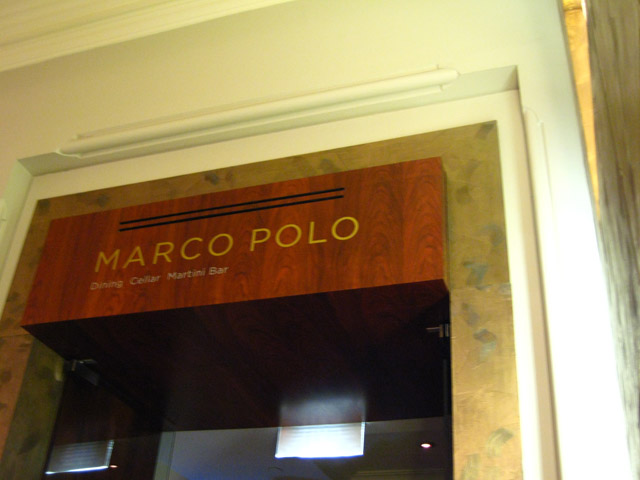 MARCO POLO
Dining Cellar Martini Bar